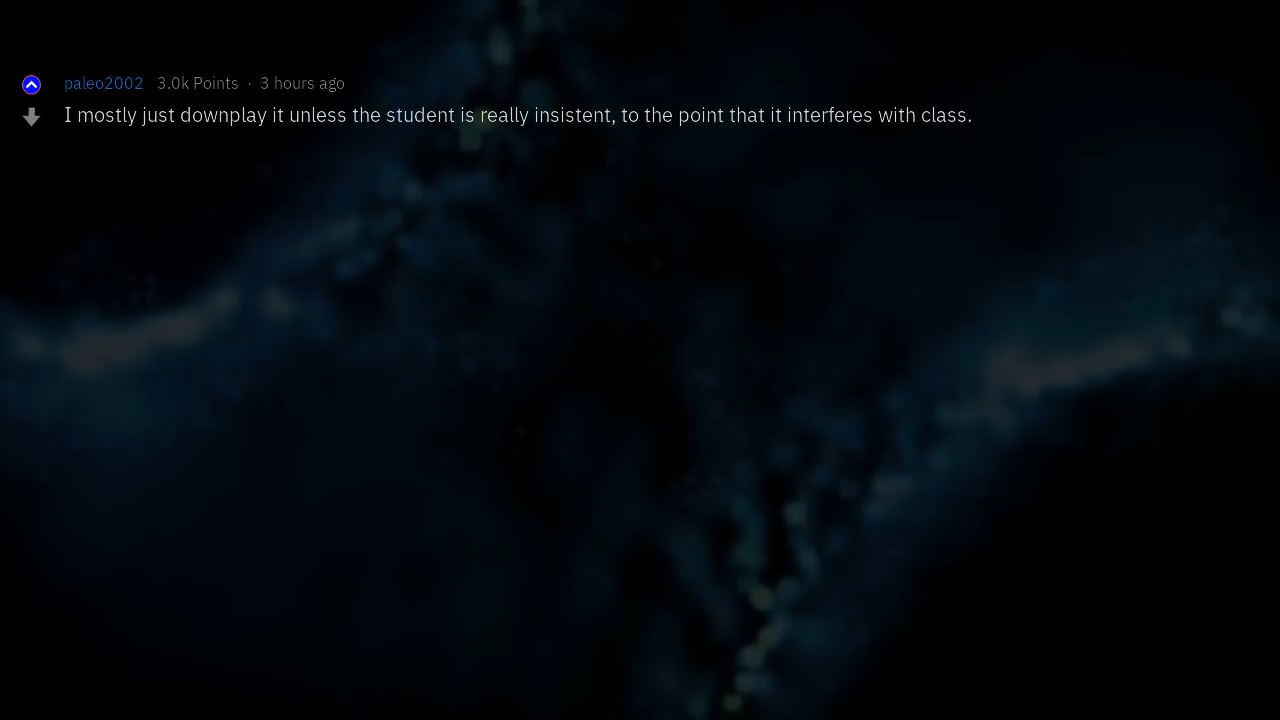 paleo2002 3.0k Points · 3 hours ago
I mostly just downplay it unless the student is really insistent, to the point that it interferes with class.